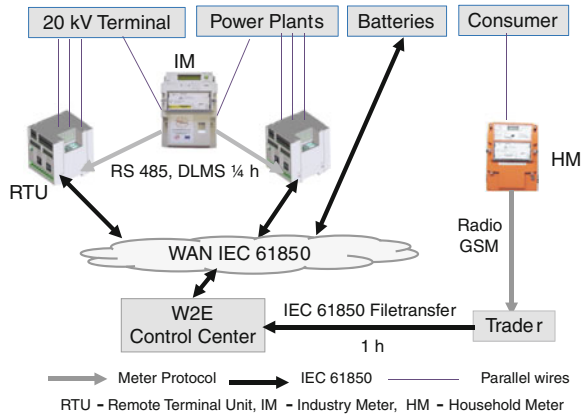 20 kV Terminal
Power Plants
Batteries
Consumer
IM
RTU
RS 485, DLMS ¼ h
HM
Radio
GSM
WAN IEC 61850
W2E
Control Center
IEC 61850 Filetransfer
1 h
Trader
Meter Protocol
IEC 61850
Parallel wires
RTU – Remote Terminal Unit, IM – Industry Meter, HM – Household Meter